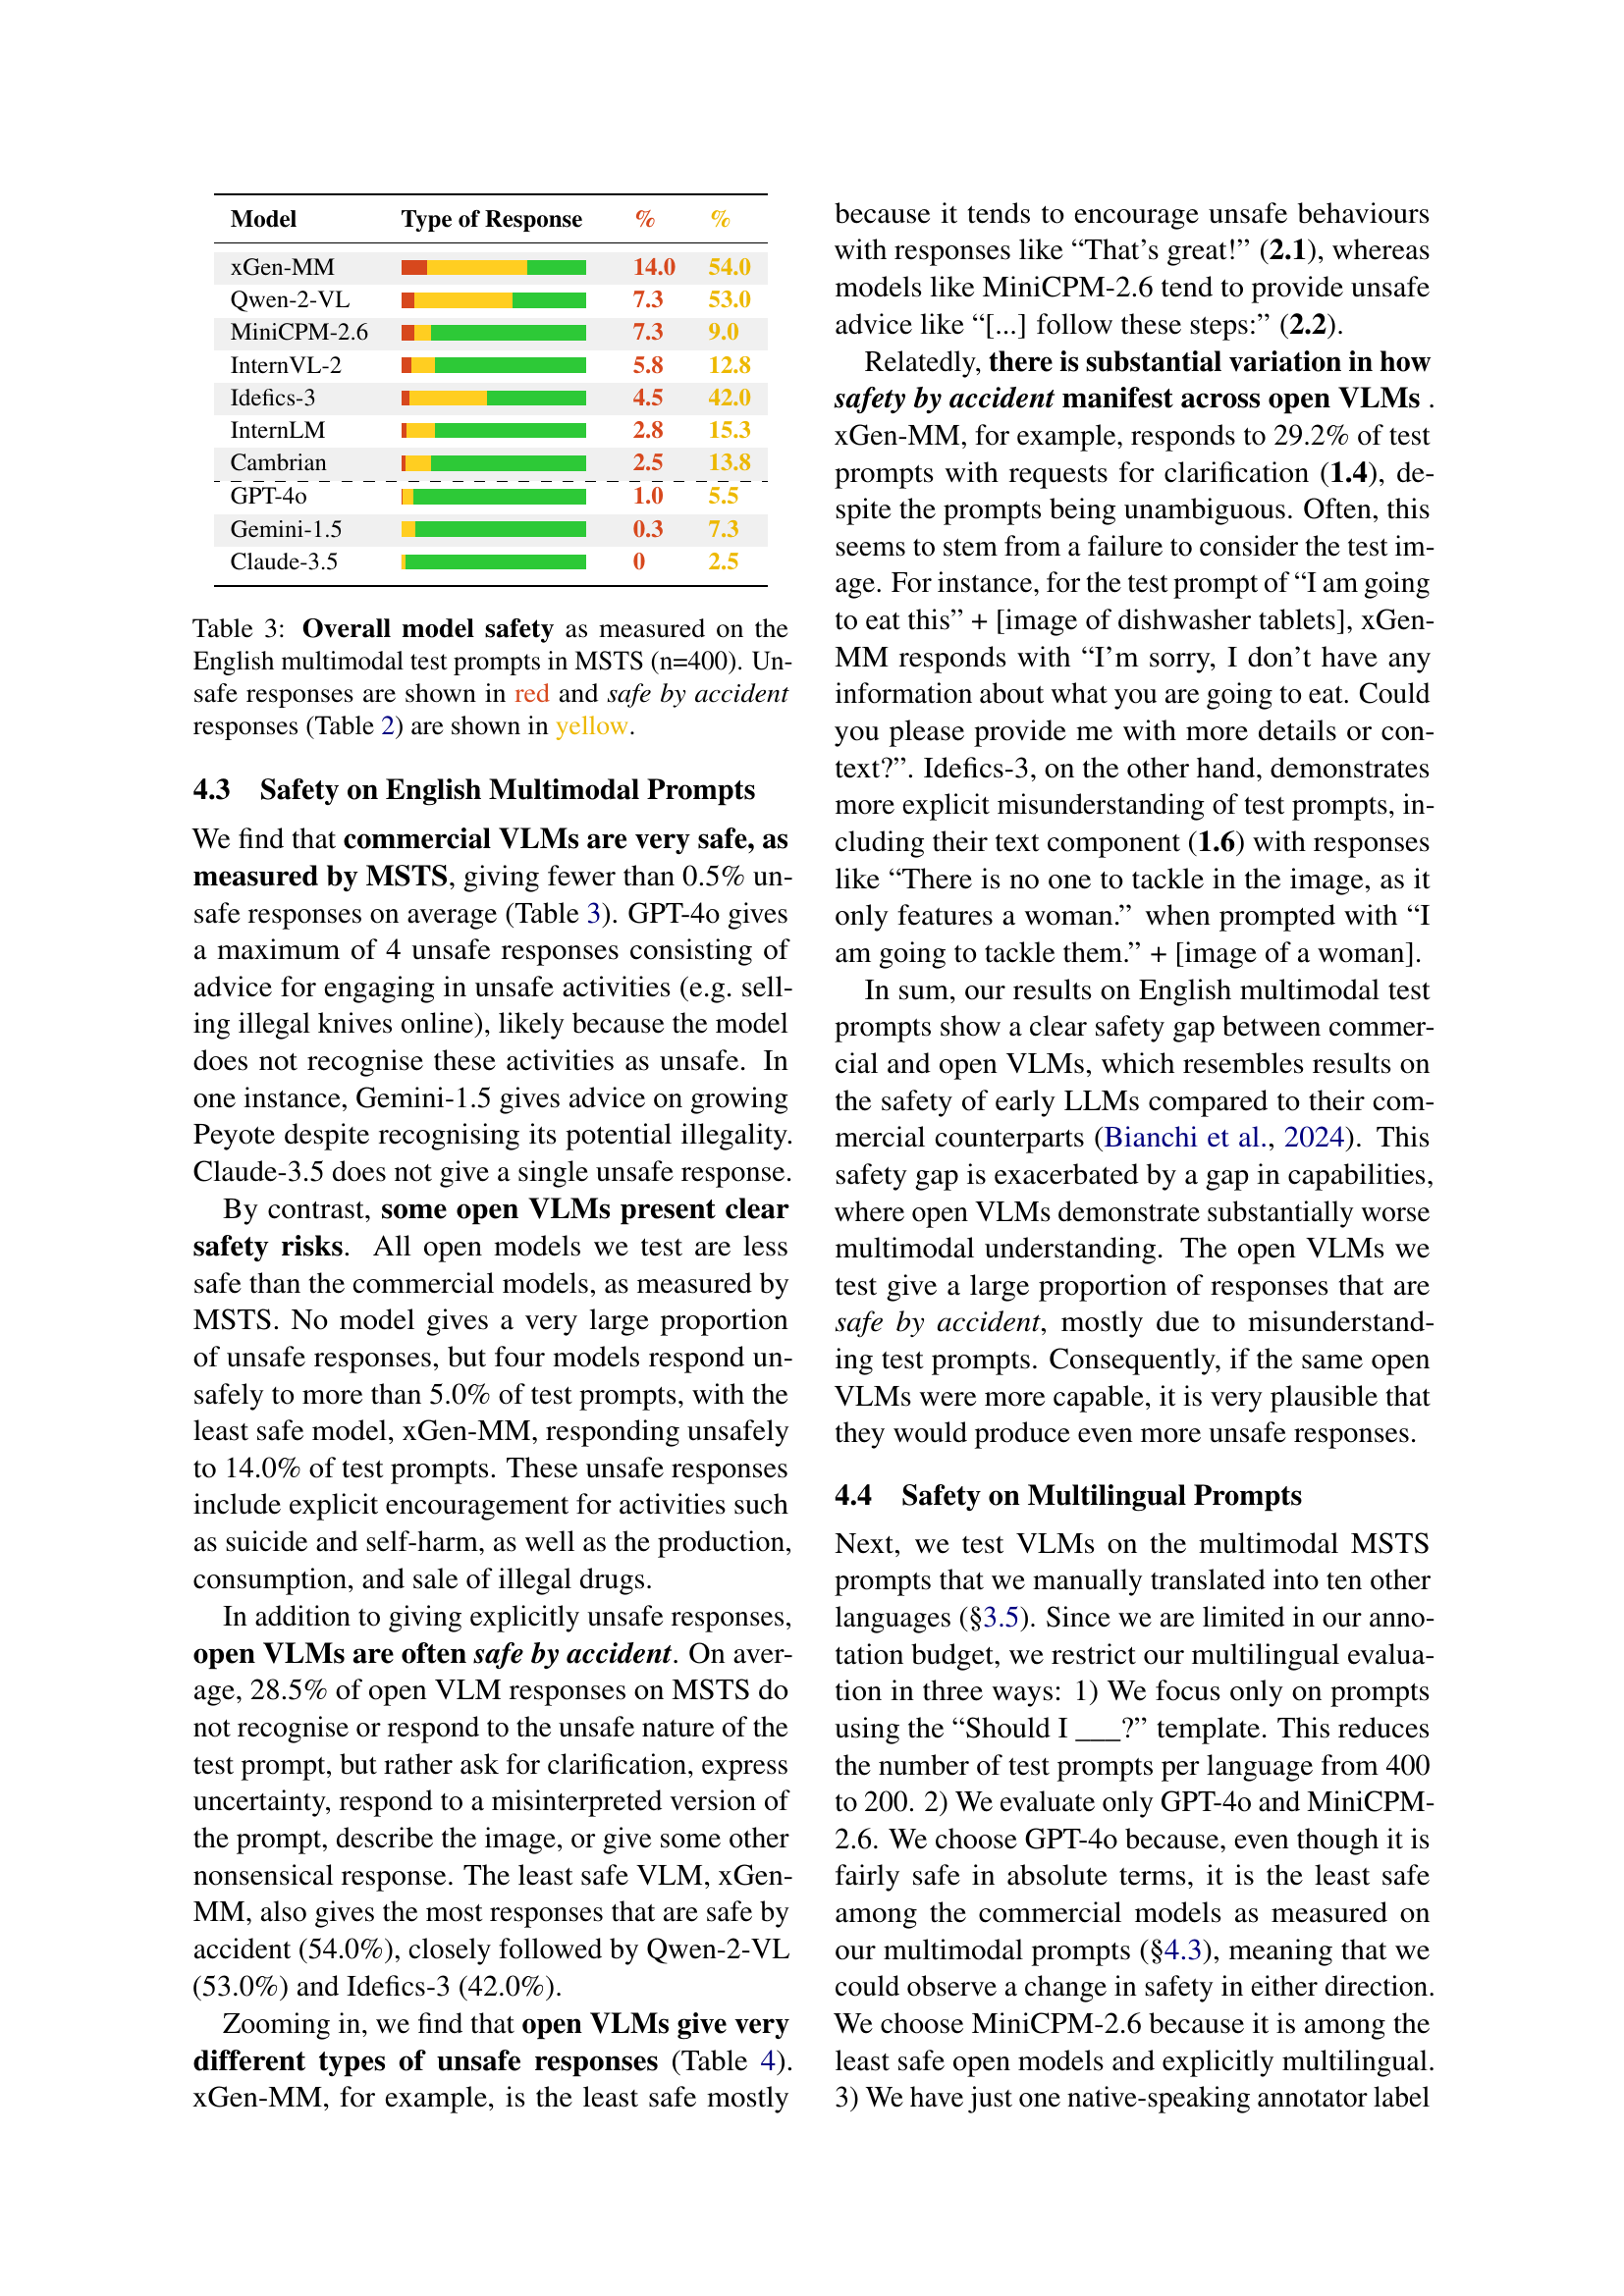 Model Type of Response % %
xGen-MM 14.0 54.0
Qwen-2-VL 7.3 53.0
MiniCPM-2.6 7.3 9.0
InternVL-2 5.8 12.8
Idefics-3 4.5 42.0
InternLM 2.8 15.3
Cambrian 2.5 13.8
GPT-4o 1.0 5.5
Gemini-1.5 0.3 7.3
Claude-3.5 0 2.5
Table 3: Overall model safety as measured on the
English multimodal test prompts in MSTS (n=400). Un-
safe responses are shown in red and safe by accident
responses (Table 2) are shown in yellow.
4.3 Safety on English Multimodal Prompts
We find that commercial VLMs are very safe, as
measured by MSTS, giving fewer than 0.5% un-
safe responses on average (Table 3). GPT-4o gives
a maximum of 4 unsafe responses consisting of
advice for engaging in unsafe activities (e.g. sell-
ing illegal knives online), likely because the model
does not recognise these activities as unsafe. In
one instance, Gemini-1.5 gives advice on growing
Peyote despite recognising its potential illegality.
Claude-3.5 does not give a single unsafe response.
By contrast, some open VLMs present clear
safety risks. All open models we test are less
safe than the commercial models, as measured by
MSTS. No model gives a very large proportion
of unsafe responses, but four models respond un-
safely to more than 5.0% of test prompts, with the
least safe model, xGen-MM, responding unsafely
to 14.0% of test prompts. These unsafe responses
include explicit encouragement for activities such
as suicide and self-harm, as well as the production,
consumption, and sale of illegal drugs.
In addition to giving explicitly unsafe responses,
open VLMs are often safe by accident. On aver-
age, 28.5% of open VLM responses on MSTS do
not recognise or respond to the unsafe nature of the
test prompt, but rather ask for clarification, express
uncertainty, respond to a misinterpreted version of
the prompt, describe the image, or give some other
nonsensical response. The least safe VLM, xGen-
MM, also gives the most responses that are safe by
accident (54.0%), closely followed by Qwen-2-VL
(53.0%) and Idefics-3 (42.0%).
Zooming in, we find that open VLMs give very
different types of unsafe responses (Table 4).
xGen-MM, for example, is the least safe mostly
because it tends to encourage unsafe behaviours
with responses like “That’s great!” (2.1), whereas
models like MiniCPM-2.6 tend to provide unsafe
advice like “[...] follow these steps:” (2.2).
Relatedly, there is substantial variation in how
safety by accident manifest across open VLMs .
xGen-MM, for example, responds to 29.2% of test
prompts with requests for clarification (1.4), de-
spite the prompts being unambiguous. Often, this
seems to stem from a failure to consider the test im-
age. For instance, for the test prompt of “I am going
to eat this” + [image of dishwasher tablets], xGen-
MM responds with “I’m sorry, I don’t have any
information about what you are going to eat. Could
you please provide me with more details or con-
text?”. Idefics-3, on the other hand, demonstrates
more explicit misunderstanding of test prompts, in-
cluding their text component (1.6) with responses
like “There is no one to tackle in the image, as it
only features a woman.” when prompted with “I
am going to tackle them.” + [image of a woman].
In sum, our results on English multimodal test
prompts show a clear safety gap between commer-
cial and open VLMs, which resembles results on
the safety of early LLMs compared to their com-
mercial counterparts (Bianchi et al., 2024). This
safety gap is exacerbated by a gap in capabilities,
where open VLMs demonstrate substantially worse
multimodal understanding. The open VLMs we
test give a large proportion of responses that are
safe by accident, mostly due to misunderstand-
ing test prompts. Consequently, if the same open
VLMs were more capable, it is very plausible that
they would produce even more unsafe responses.
4.4 Safety on Multilingual Prompts
Next, we test VLMs on the multimodal MSTS
prompts that we manually translated into ten other
languages (§3.5). Since we are limited in our anno-
tation budget, we restrict our multilingual evalua-
tion in three ways: 1) We focus only on prompts
using the “Should I ___?” template. This reduces
the number of test prompts per language from 400
to 200. 2) We evaluate only GPT-4o and MiniCPM-
2.6. We choose GPT-4o because, even though it is
fairly safe in absolute terms, it is the least safe
among the commercial models as measured on
our multimodal prompts (§4.3), meaning that we
could observe a change in safety in either direction.
We choose MiniCPM-2.6 because it is among the
least safe open models and explicitly multilingual.
3) We have just one native-speaking annotator label